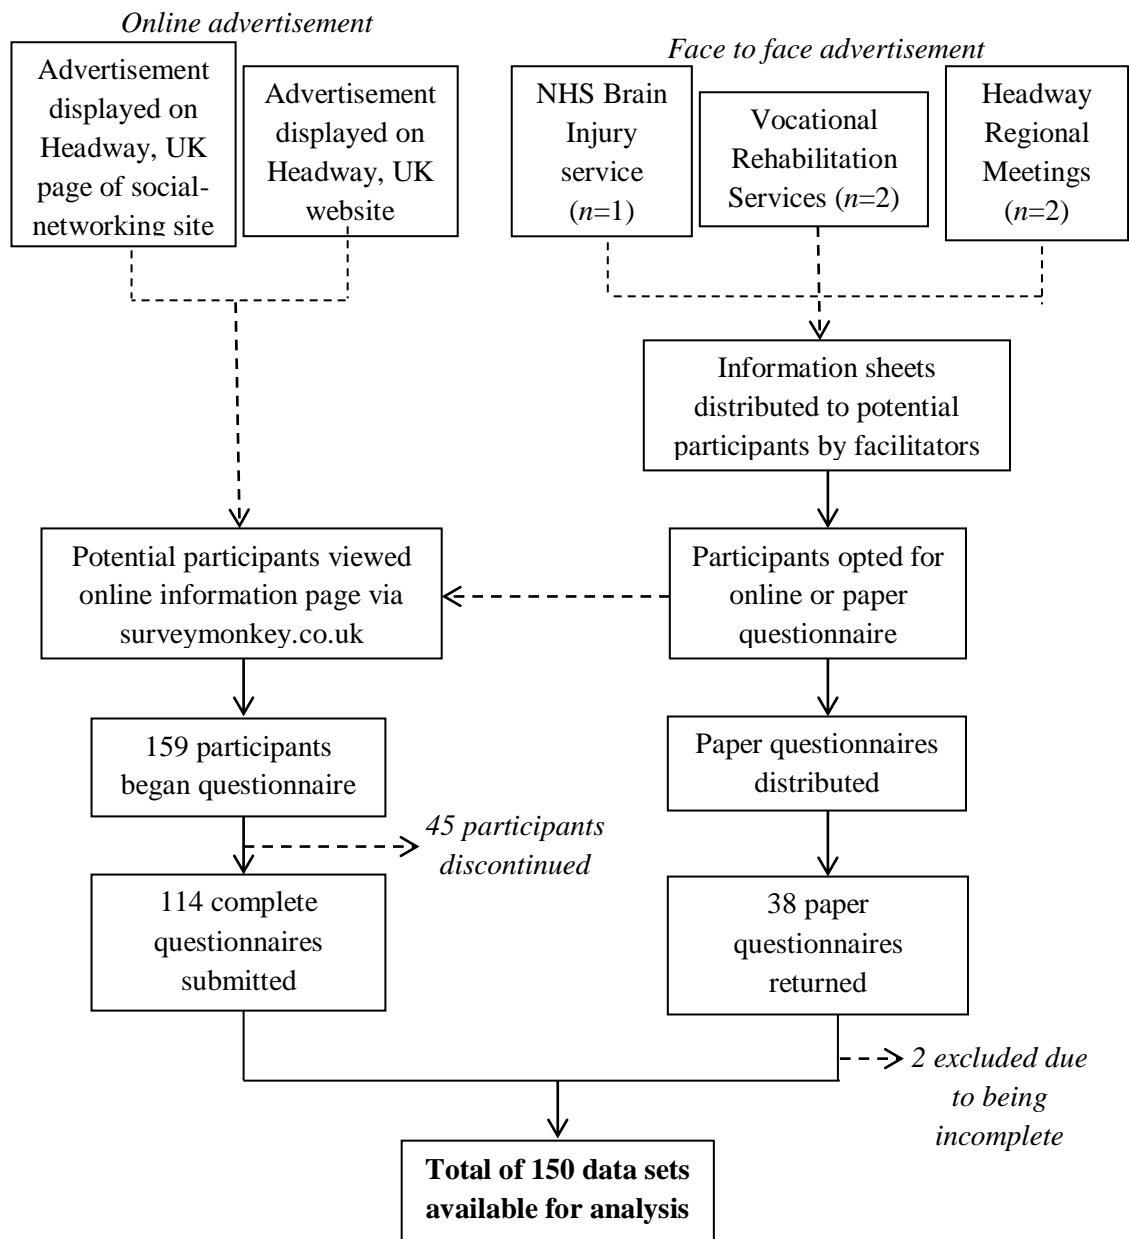 Online advertisement
Face to face advertisement
Advertisement
displayed on
Headway, UK
page of social-
networking site
Advertisement
displayed on
Headway, UK
website
NHS Brain
Injury
service
(n=1)
Vocational
Rehabilitation
Services (n=2)
Headway
Regional
Meetings
(n=2)
Information sheets
distributed to potential
participants by facilitators
Potential participants viewed
online information page via
surveymonkey.co.uk
Participants opted for
online or paper
questionnaire
159 participants
began questionnaire
Paper questionnaires
distributed
45 participants
discontinued
114 complete
questionnaires
submitted
38 paper
questionnaires
returned
2 excluded due
to being
incomplete
Total of 150 data sets
available for analysis